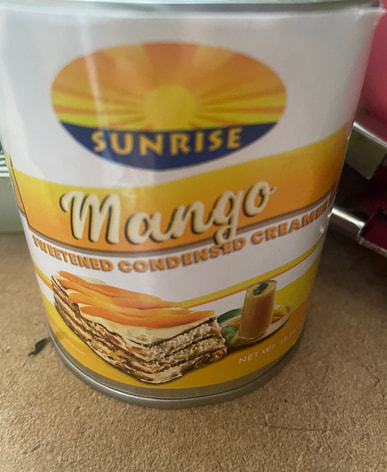 SUNRISE
Mango
SWEETENED CONDENSED CREAMER
NET WT.